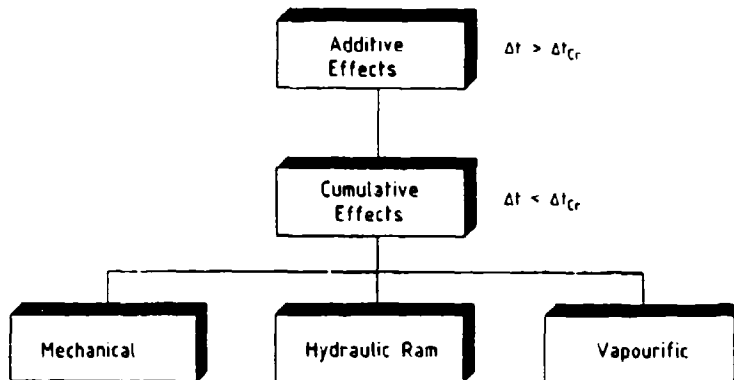 Additive
Effects
Δt > Δt_Cr
Cumulative
Effects
Δt < Δt_Cr
Mechanical
Hydraulic Ram
Vapourific